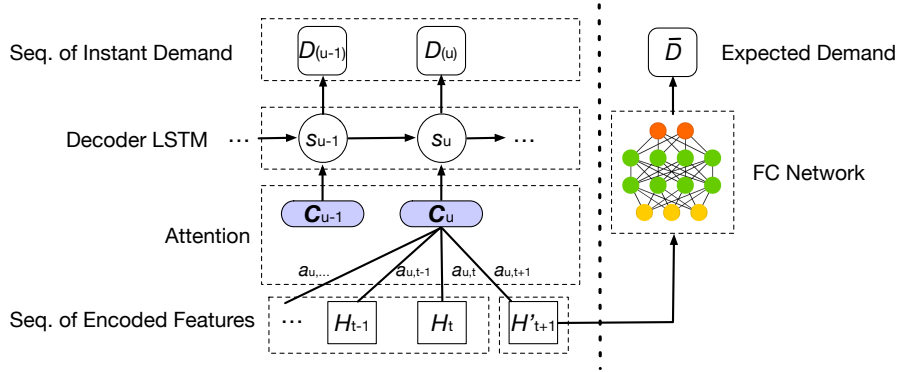 Seq. of Instant Demand D(u-1) D(u) D̄ Expected Demand
Decoder LSTM ... su-1 su ... FC Network
Attention Cu-1 Cu
au,... au,t-1 au,t au,t+1
Seq. of Encoded Features ... Ht-1 Ht H't+1